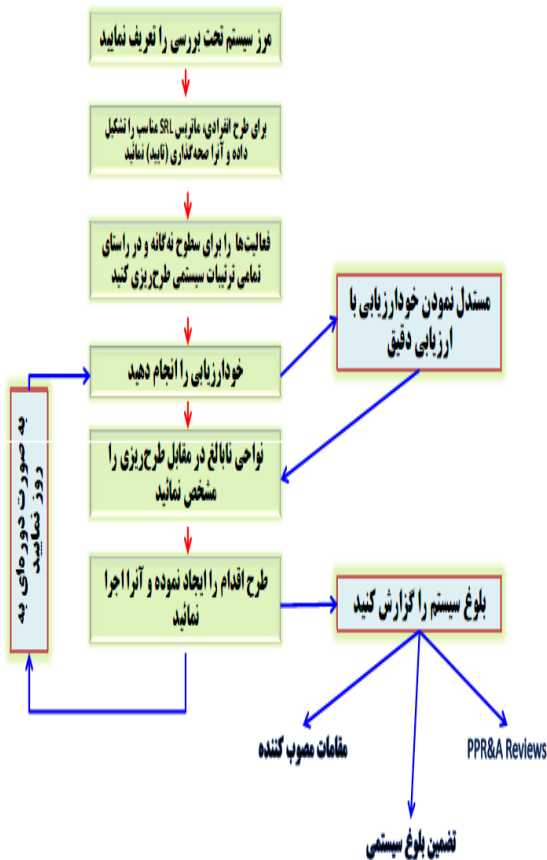 مرز سیستم تحت بررسی را تعریف نمایید
برای طرح انفرادی، ماتریس SRL مناسب را تشکیل
داده و آنرا صحه‌گذاری (تایید) نمائید
فعالیت‌ها را برای سطوح نه‌گانه و در راستای
تمامی ترتیبات سیستمی طرح‌ریزی کنید
مستدل نمودن خودارزیابی با
ارزیابی دقیق
خودارزیابی را انجام دهید
نواحی نابالغ در مقابل طرح‌ریزی را
مشخص نمائید
به صورت دوره‌ای به
روز نمایید
طرح اقدام را ایجاد نموده و آنرا اجرا
نمائید
بلوغ سیستم را گزارش کنید
مقامات مصوب کننده
PPR&A Reviews
تضمین بلوغ سیستمی